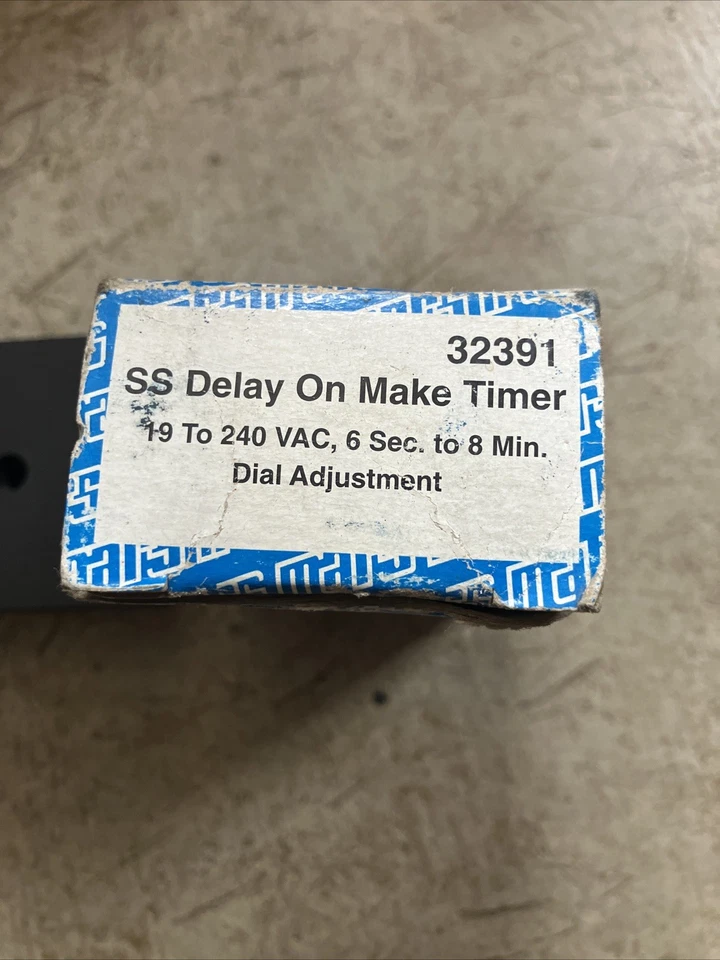 32391
SS Delay On Make Timer
19 To 240 VAC, 6 Sec. to 8 Min.
Dial Adjustment